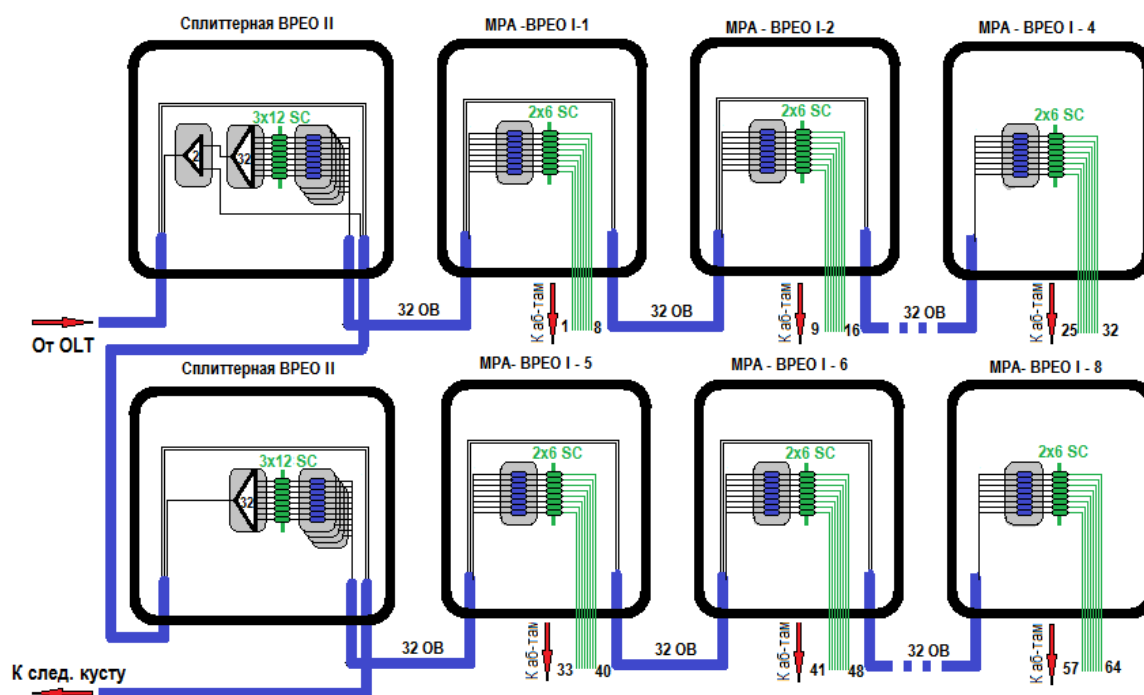 Сплиттерная ВРЕО II
МРА -ВРЕО I-1
МРА - ВРЕО I-2
МРА - ВРЕО I - 4
3x12 SC
2x6 SC
2x6 SC
2x6 SC
2
32
32 ОВ
К аб-там
1
8
32 ОВ
К аб-там
9
16
32 ОВ
К аб-там
25
32
От OLT
Сплиттерная ВРЕО II
МРА- ВРЕО I - 5
МРА - ВРЕО I - 6
МРА- ВРЕО I - 8
3x12 SC
2x6 SC
2x6 SC
2x6 SC
32
32 ОВ
К аб-там
33
40
32 ОВ
К аб-там
41
48
32 ОВ
К аб-там
57
64
К след. кусту